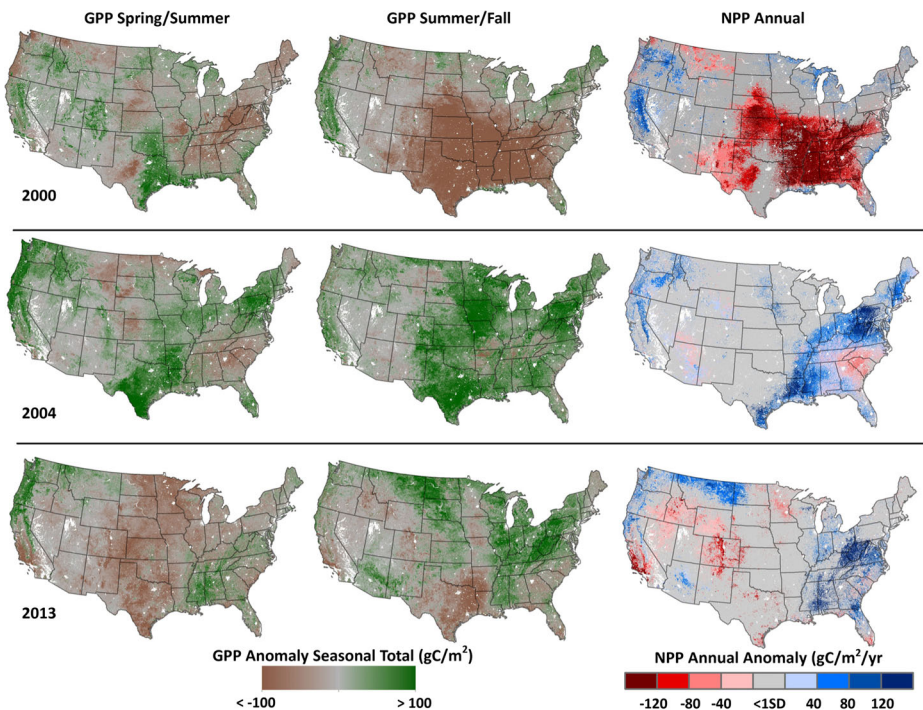 GPP Spring/Summer
GPP Summer/Fall
NPP Annual
2000
2004
2013
GPP Anomaly Seasonal Total (gC/m²)
< -100
> 100
NPP Annual Anomaly (gC/m²/yr
-120
-80
-40
<1SD
40
80
120